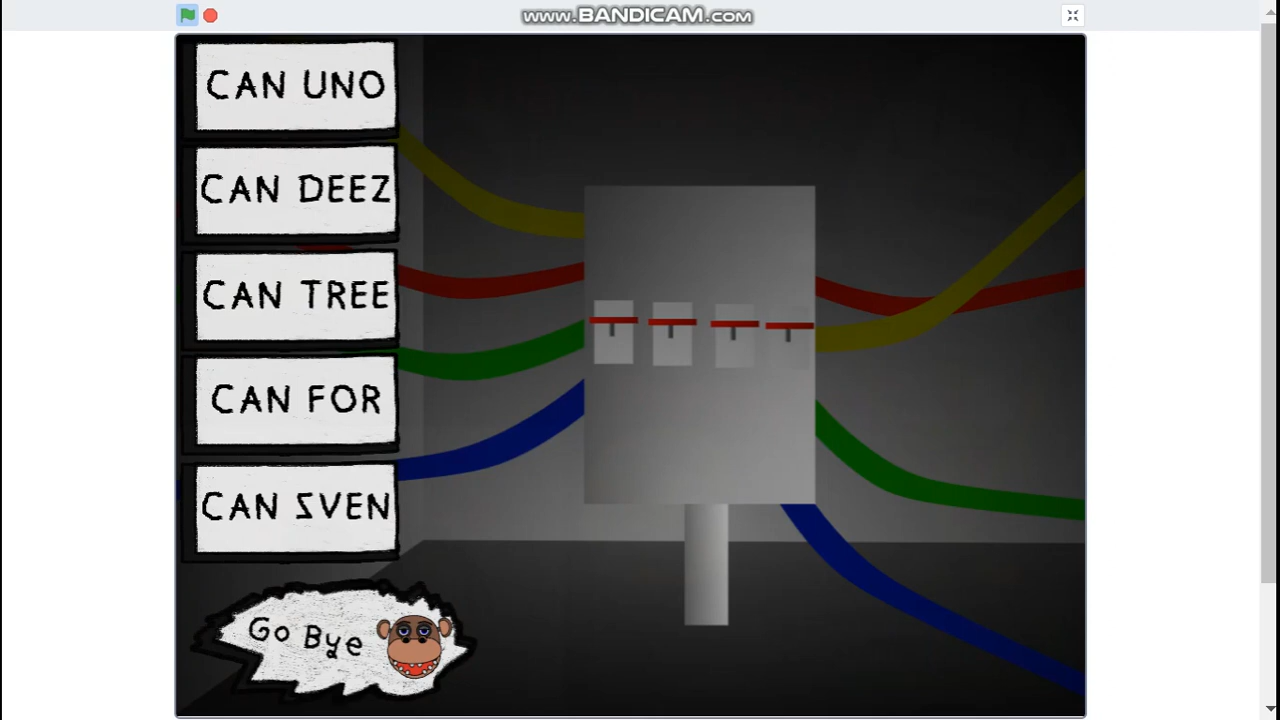 www.BANDICAM.com
CAN UNO
CAN DEEZ
CAN TREE
CAN FOR
CAN SVEN
Go Bye